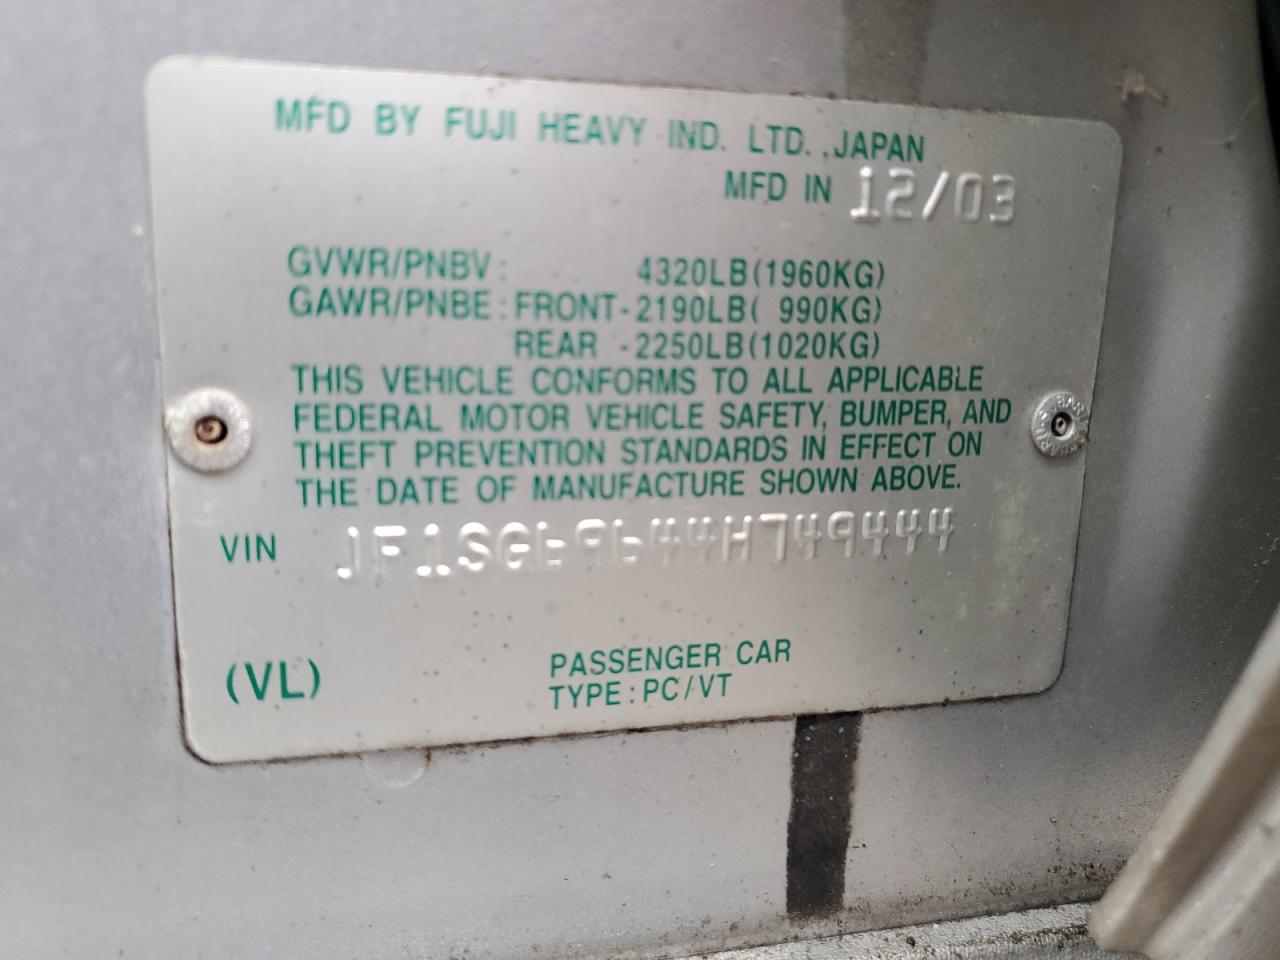 MFD BY FUJI HEAVY IND. LTD. ,JAPAN
MFD IN 12/03
GVWR/PNBV : 4320LB(1960KG)
GAWR/PNBE : FRONT-2190LB( 990KG)
REAR -2250LB(1020KG)
THIS VEHICLE CONFORMS TO ALL APPLICABLE
FEDERAL MOTOR VEHICLE SAFETY, BUMPER, AND
THEFT PREVENTION STANDARDS IN EFFECT ON
THE DATE OF MANUFACTURE SHOWN ABOVE.
VIN JF1SG69644H749444
(VL)
PASSENGER CAR
TYPE : PC/VT